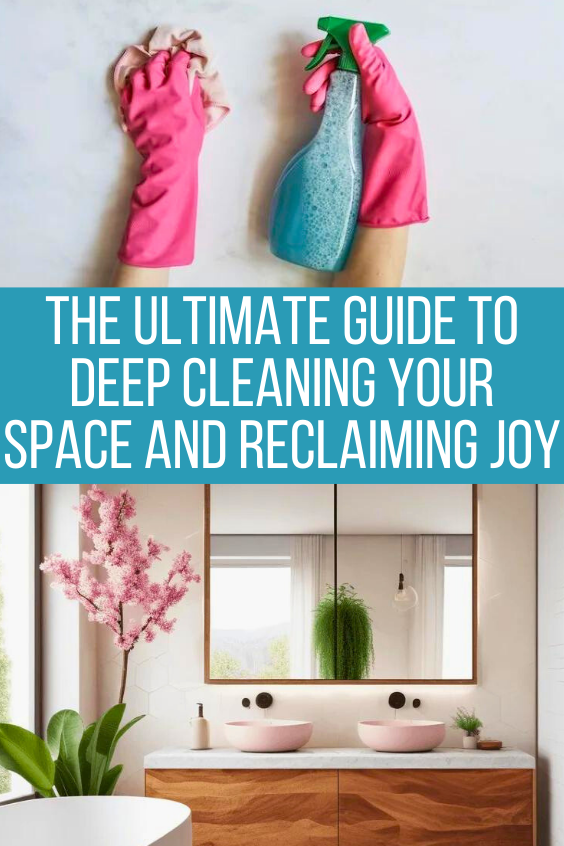 THE ULTIMATE GUIDE TO
DEEP CLEANING YOUR
SPACE AND RECLAIMING JOY